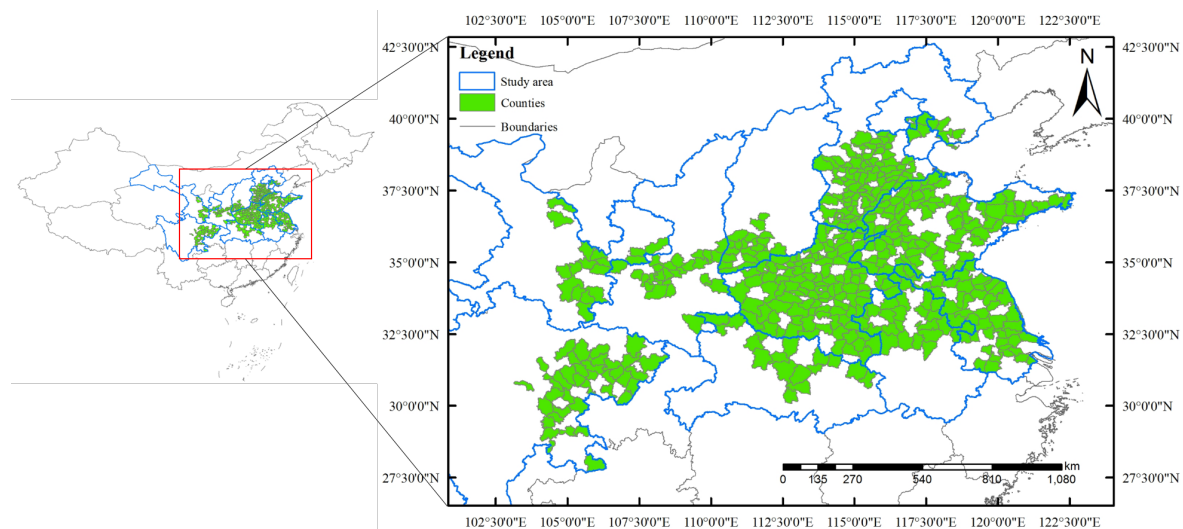 102°30'0"E 105°0'0"E 107°30'0"E 110°0'0"E 112°30'0"E 115°0'0"E 117°30'0"E 120°0'0"E 122°30'0"E
42°30'0"N 42°30'0"N
Legend
N
Study area
Counties
40°0'0"N 40°0'0"N
Boundaries
37°30'0"N 37°30'0"N
35°0'0"N 35°0'0"N
32°30'0"N 32°30'0"N
30°0'0"N 30°0'0"N
km
0 135 270 540 810 1,080
27°30'0"N 27°30'0"N
102°30'0"E 105°0'0"E 107°30'0"E 110°0'0"E 112°30'0"E 115°0'0"E 117°30'0"E 120°0'0"E 122°30'0"E